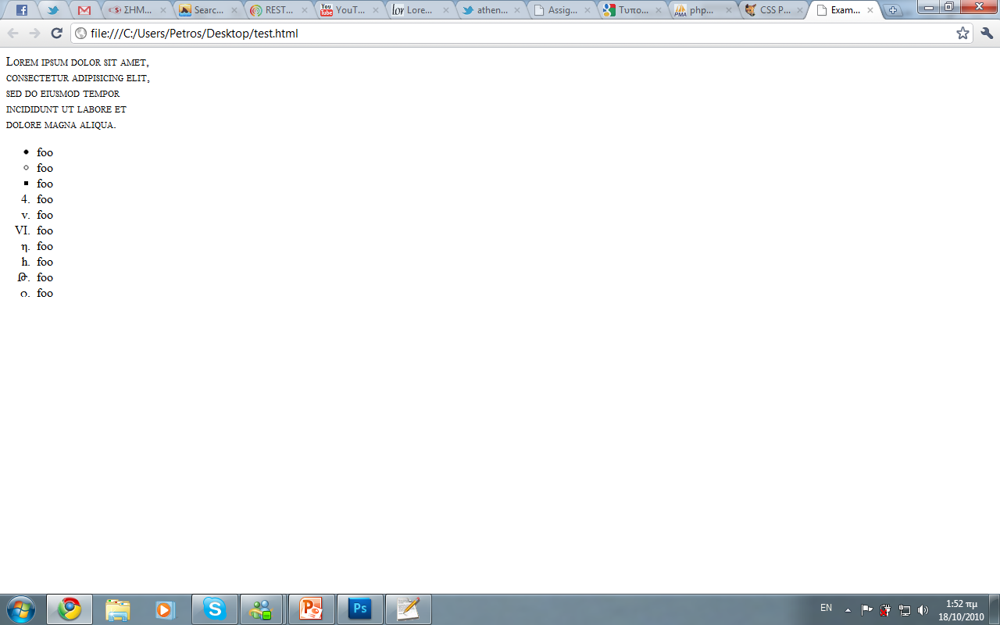 ΣΗΜ... Searc... REST... YouT... Lore... athen... Assig... Τυπο... php... CSS P... Exam...
file:///C:/Users/Petros/Desktop/test.html
Lorem ipsum dolor sit amet,
consectetur adipisicing elit,
sed do eiusmod tempor
incididunt ut labore et
dolore magna aliqua.
• foo
◦ foo
▪ foo
4. foo
v. foo
VI. foo
η. foo
h. foo
թ. foo
foo
EN 1:52 πμ
18/10/2010